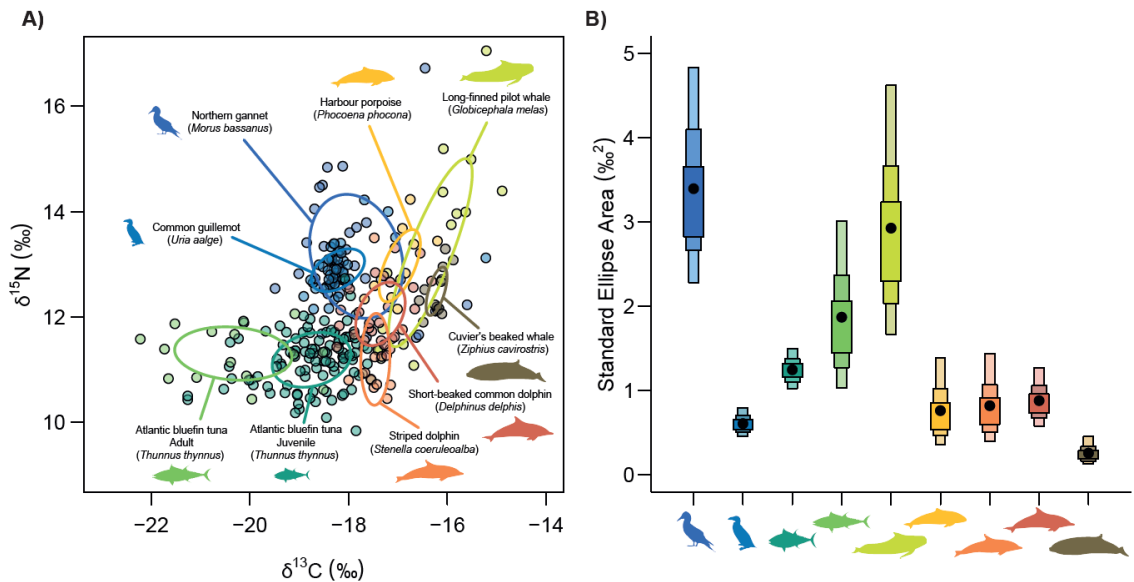 A)
B)
δ¹⁵N (‰)
16
14
12
10
−22
−20
−18
−16
−14
δ¹³C (‰)
Northern gannet
(Morus bassanus)
Harbour porpoise
(Phocoena phocona)
Long-finned pilot whale
(Globicephala melas)
Common guillemot
(Uria aalge)
Cuvier's beaked whale
(Ziphius cavirostris)
Short-beaked common dolphin
(Delphinus delphis)
Atlantic bluefin tuna
Adult
(Thunnus thynnus)
Atlantic bluefin tuna
Juvenile
(Thunnus thynnus)
Striped dolphin
(Stenella coeruleoalba)
Standard Ellipse Area (‰²)
5
4
3
2
1
0